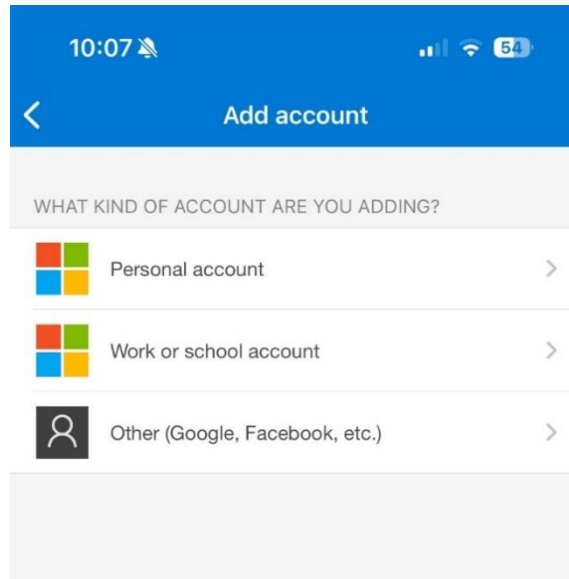 10:07
54
Add account
WHAT KIND OF ACCOUNT ARE YOU ADDING?
Personal account
Work or school account
Other (Google, Facebook, etc.)